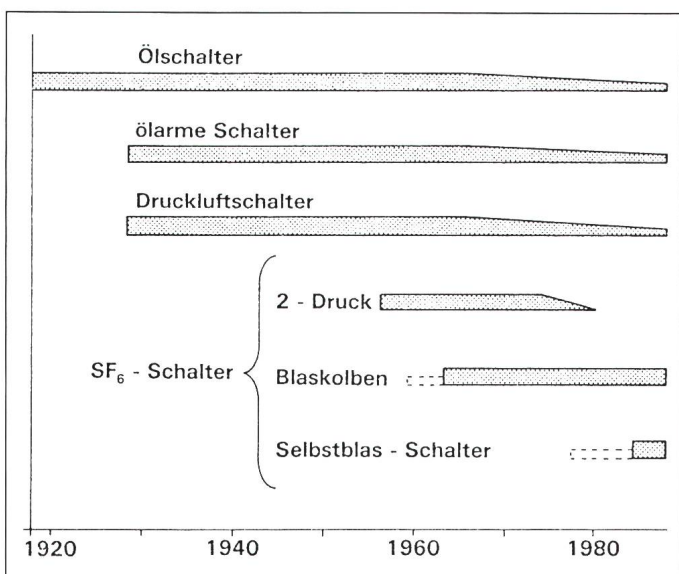 Ölschalter
ölarme Schalter
Druckluftschalter
2 - Druck
SF₆ - Schalter
Blaskolben
Selbstblas - Schalter
1920 1940 1960 1980